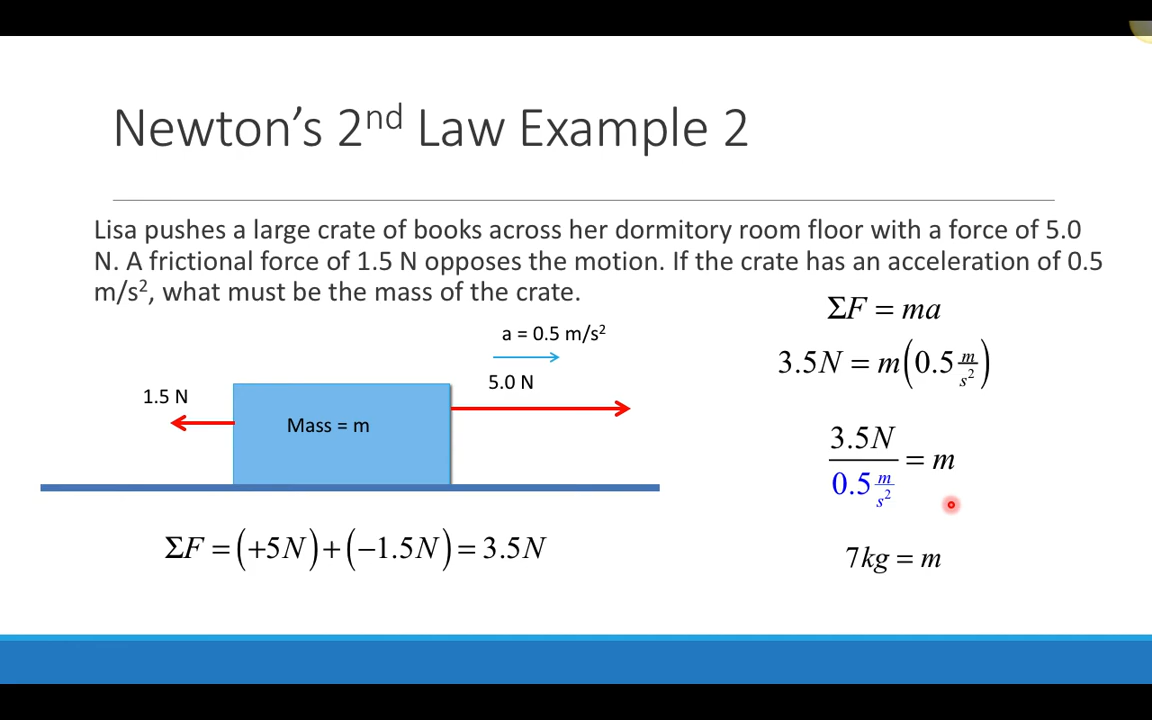 Newton's 2nd Law Example 2
Lisa pushes a large crate of books across her dormitory room floor with a force of 5.0
N. A frictional force of 1.5 N opposes the motion. If the crate has an acceleration of 0.5
m/s², what must be the mass of the crate.
a = 0.5 m/s²
5.0 N
1.5 N
Mass = m
ΣF = (+5N) + (−1.5N) = 3.5N
ΣF = ma
3.5N = m(0.5 m/s²)
3.5N / 0.5 m/s² = m
7kg = m